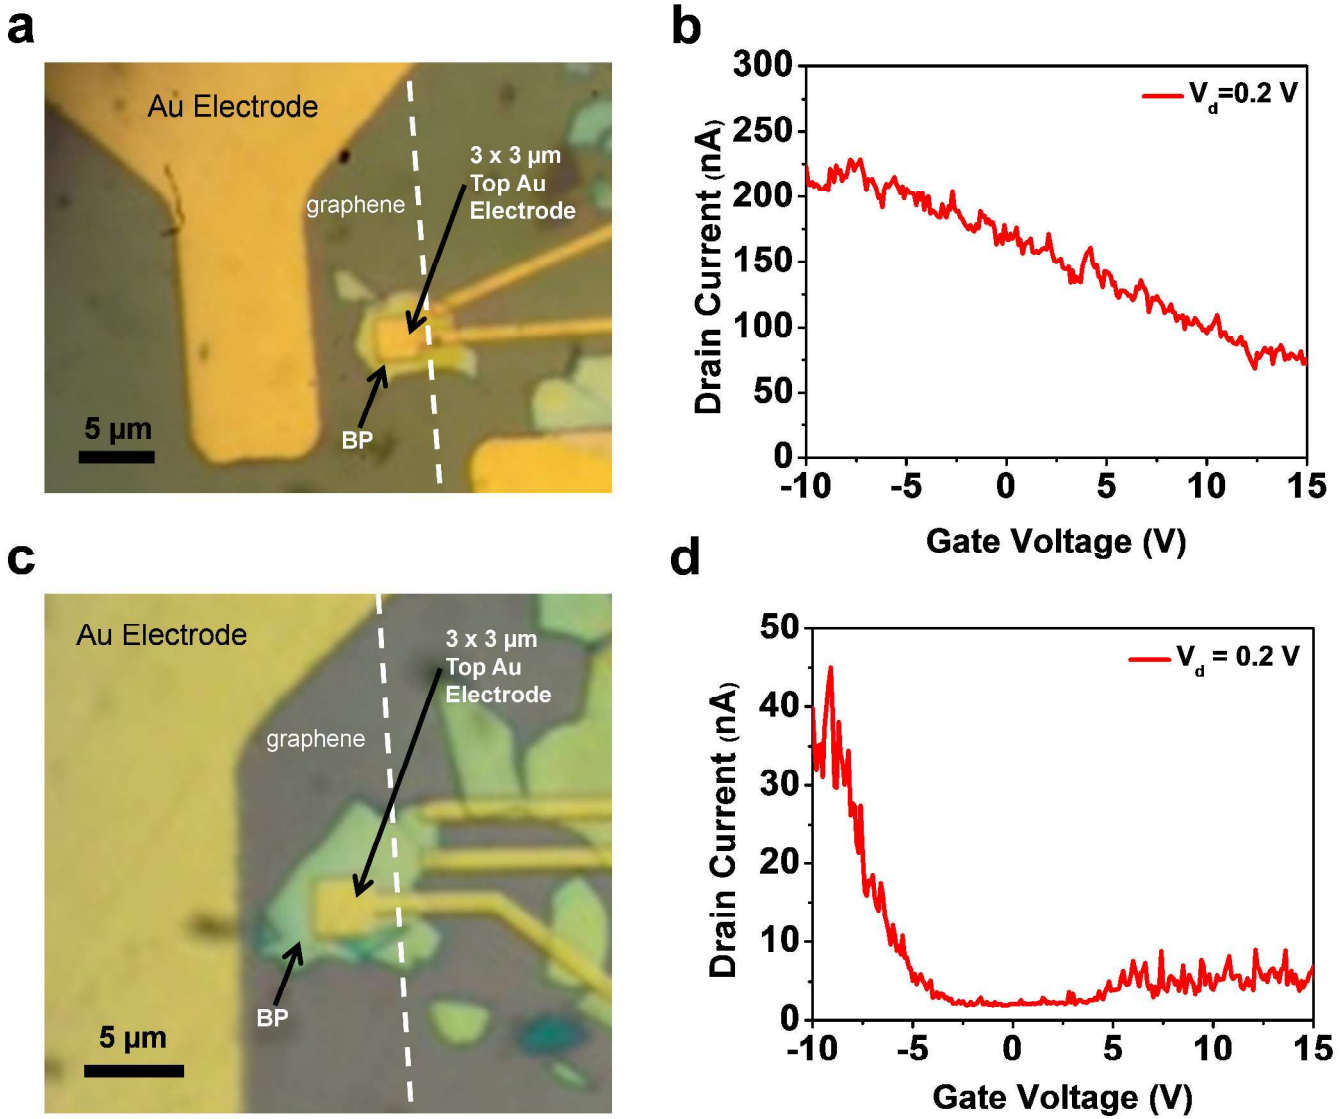 a
Au Electrode
3 x 3 µm
Top Au
Electrode
graphene
BP
5 µm
b
300
250
200
150
100
50
0
-10 -5 0 5 10 15
Drain Current (nA)
Gate Voltage (V)
Vd=0.2 V
c
Au Electrode
3 x 3 µm
Top Au
Electrode
graphene
BP
5 µm
d
50
40
30
20
10
0
-10 -5 0 5 10 15
Drain Current (nA)
Gate Voltage (V)
Vd = 0.2 V